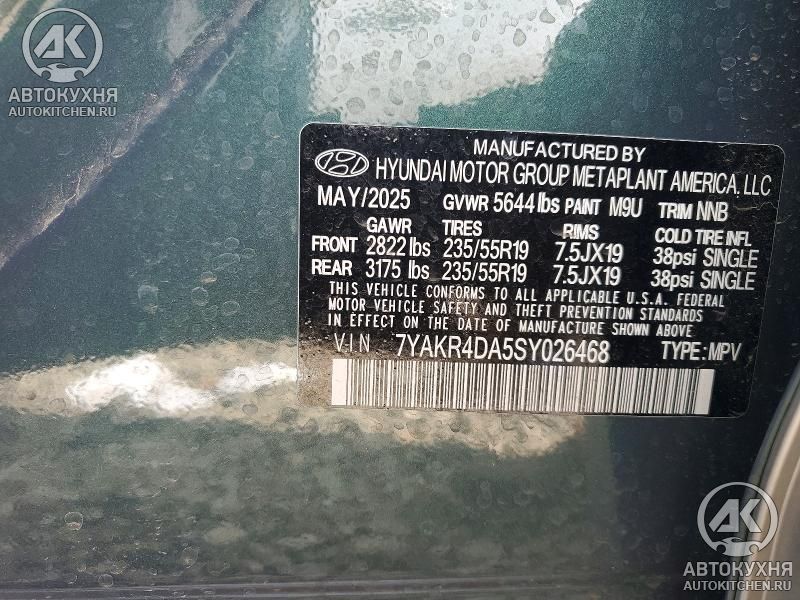 AK
АВТОКУХНЯ
AUTOKITCHEN.RU
MANUFACTURED BY
HYUNDAI MOTOR GROUP METAPLANT AMERICA, LLC
MAY/2025 GVWR 5644 lbs PAINT M9U TRIM NNB
GAWR TIRES RIMS COLD TIRE INFL
FRONT 2822 lbs 235/55R19 7.5JX19 38psi SINGLE
REAR 3175 lbs 235/55R19 7.5JX19 38psi SINGLE
THIS VEHICLE CONFORMS TO ALL APPLICABLE U.S.A. FEDERAL
MOTOR VEHICLE SAFETY AND THEFT PREVENTION STANDARDS
IN EFFECT ON THE DATE OF MANUFACTURE SHOWN ABOVE.
VIN 7YAKR4DA5SY026468 TYPE: MPV
AK
АВТОКУХНЯ
AUTOKITCHEN.RU